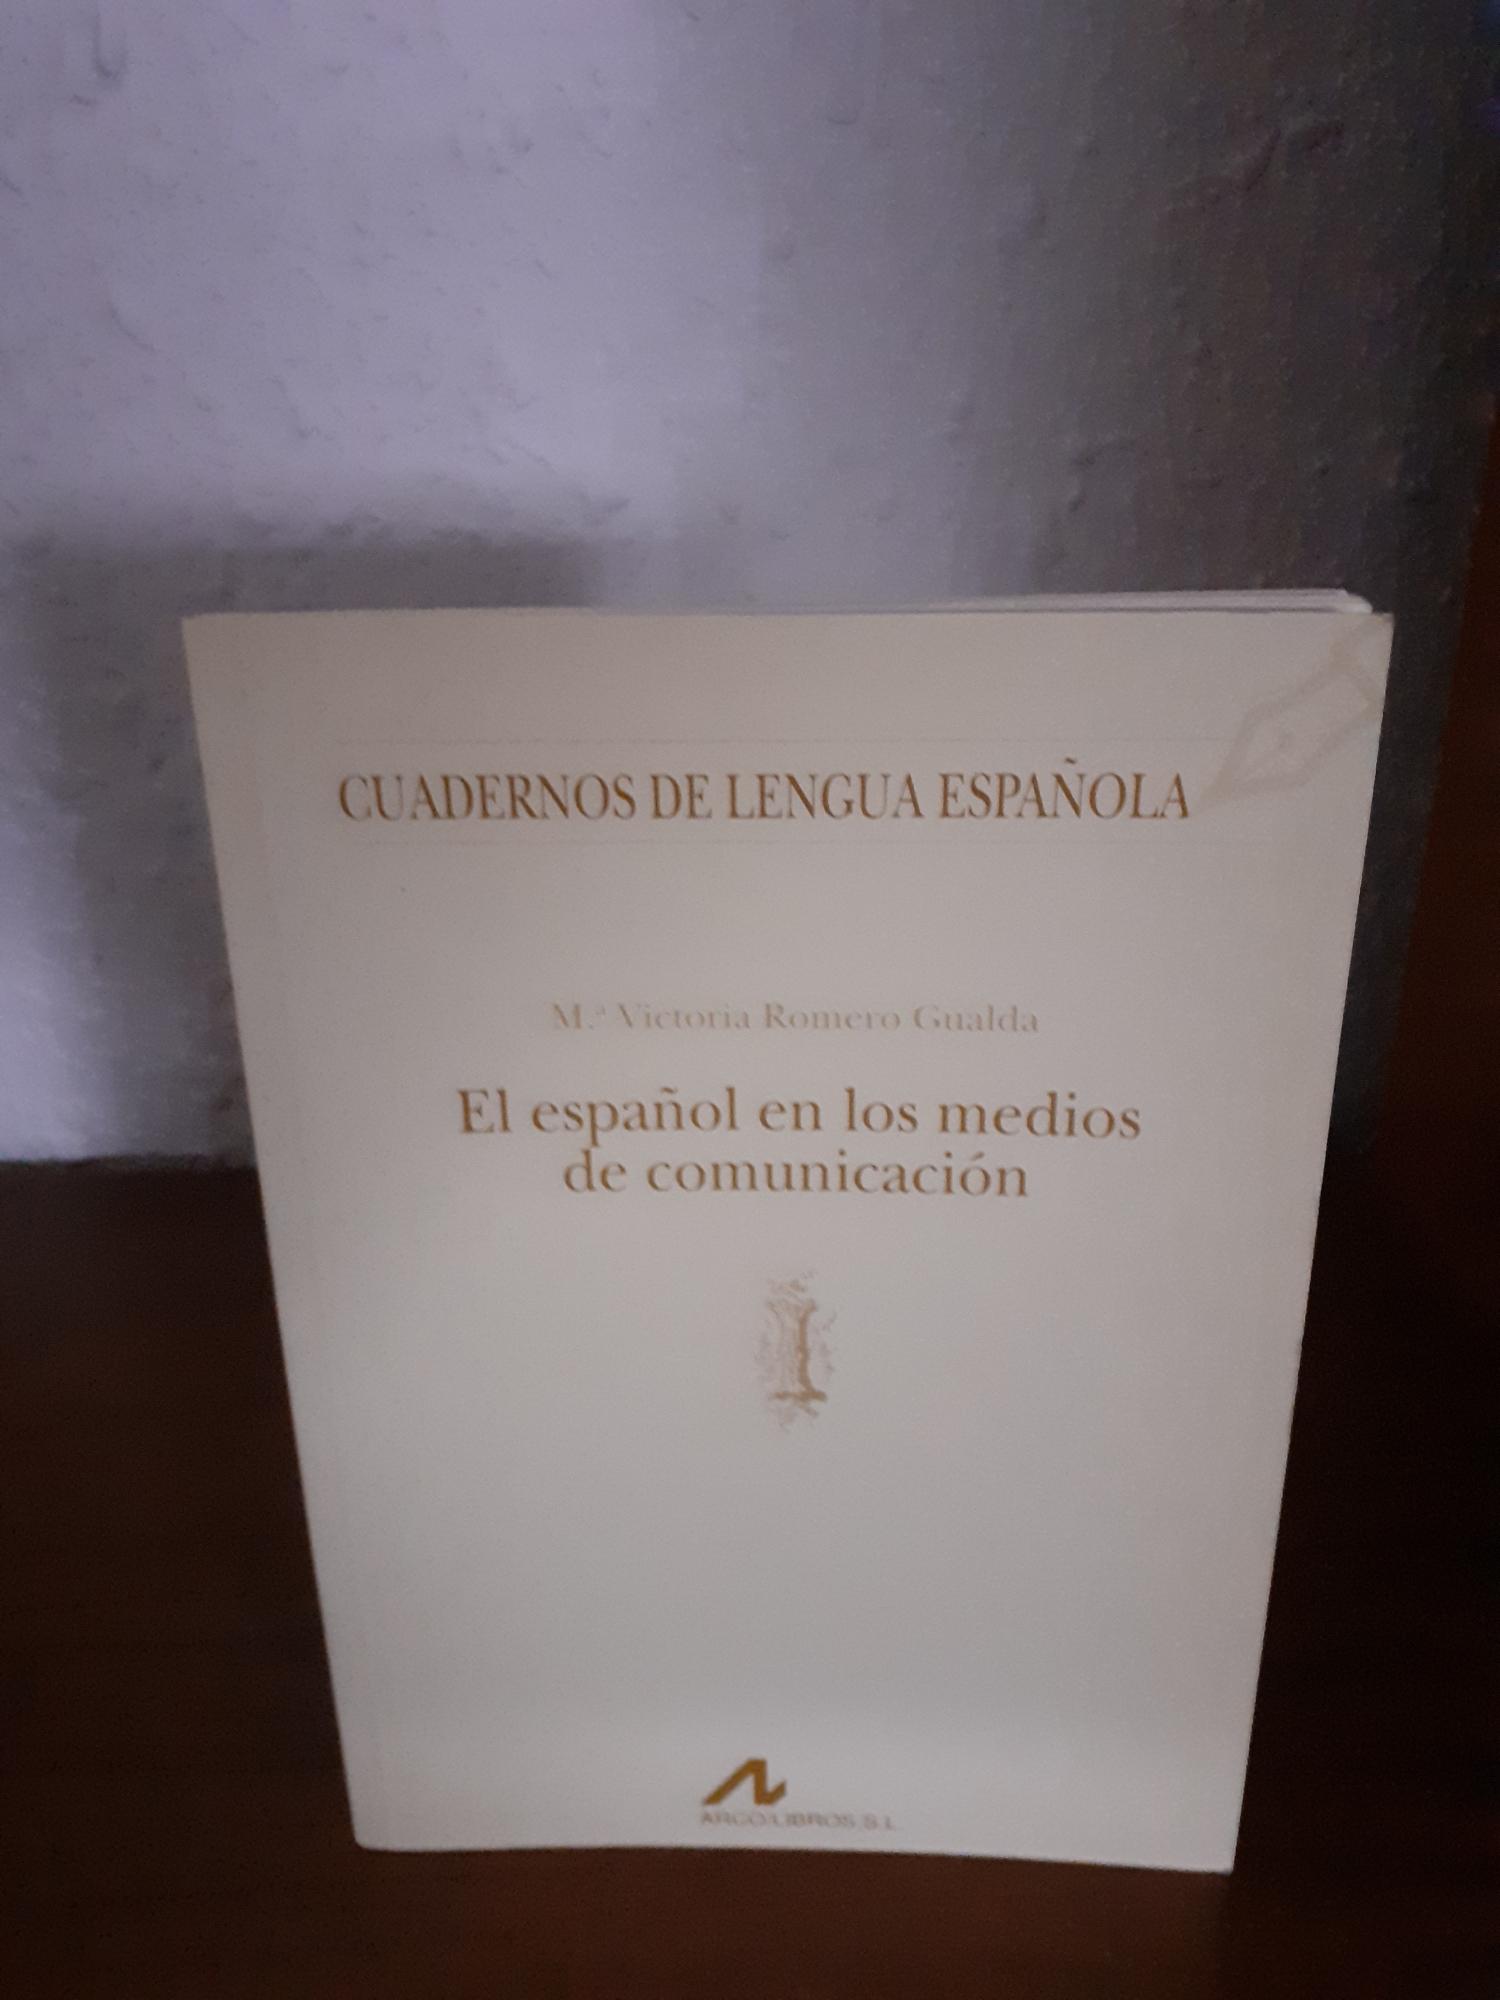 CUADERNOS DE LENGUA ESPAÑOLA
M.ª Victoria Romero Gualda
El español en los medios
de comunicación
I
ARCO/LIBROS, S.L.